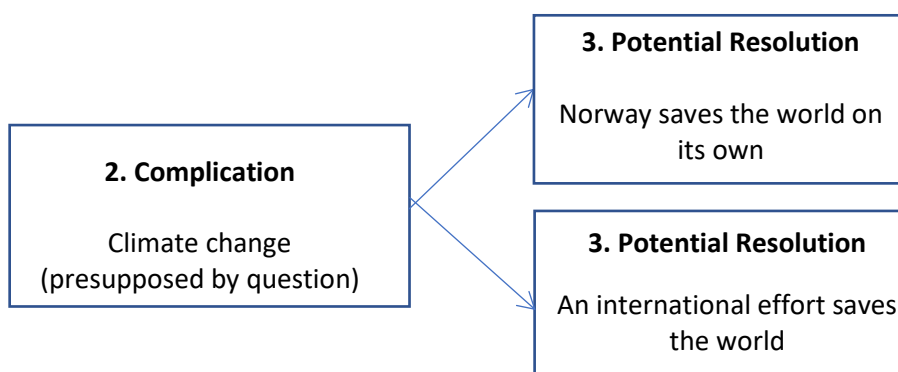 2. Complication
Climate change
(presupposed by question)
3. Potential Resolution
Norway saves the world on
its own
3. Potential Resolution
An international effort saves
the world